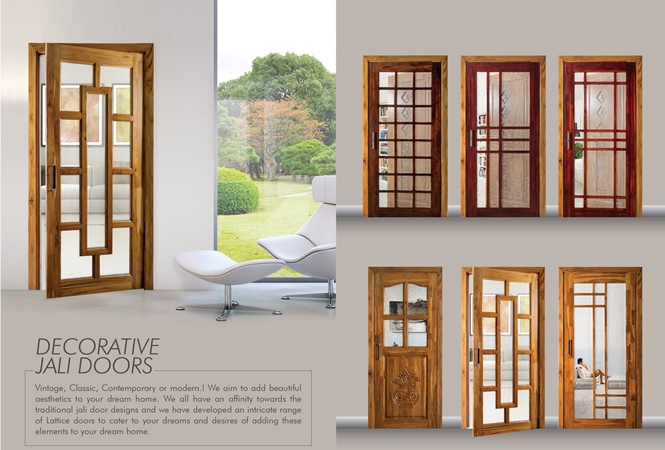 DECORATIVE
JALI DOORS
Vintage, Classic, Contemporary or modern.! We aim to add beautiful
aesthetics to your dream home. We all have an affinity towards the
traditional jali door designs and we have developed an intricate range
of Lattice doors to cater to your dreams and desires of adding these
elements to your dream home.